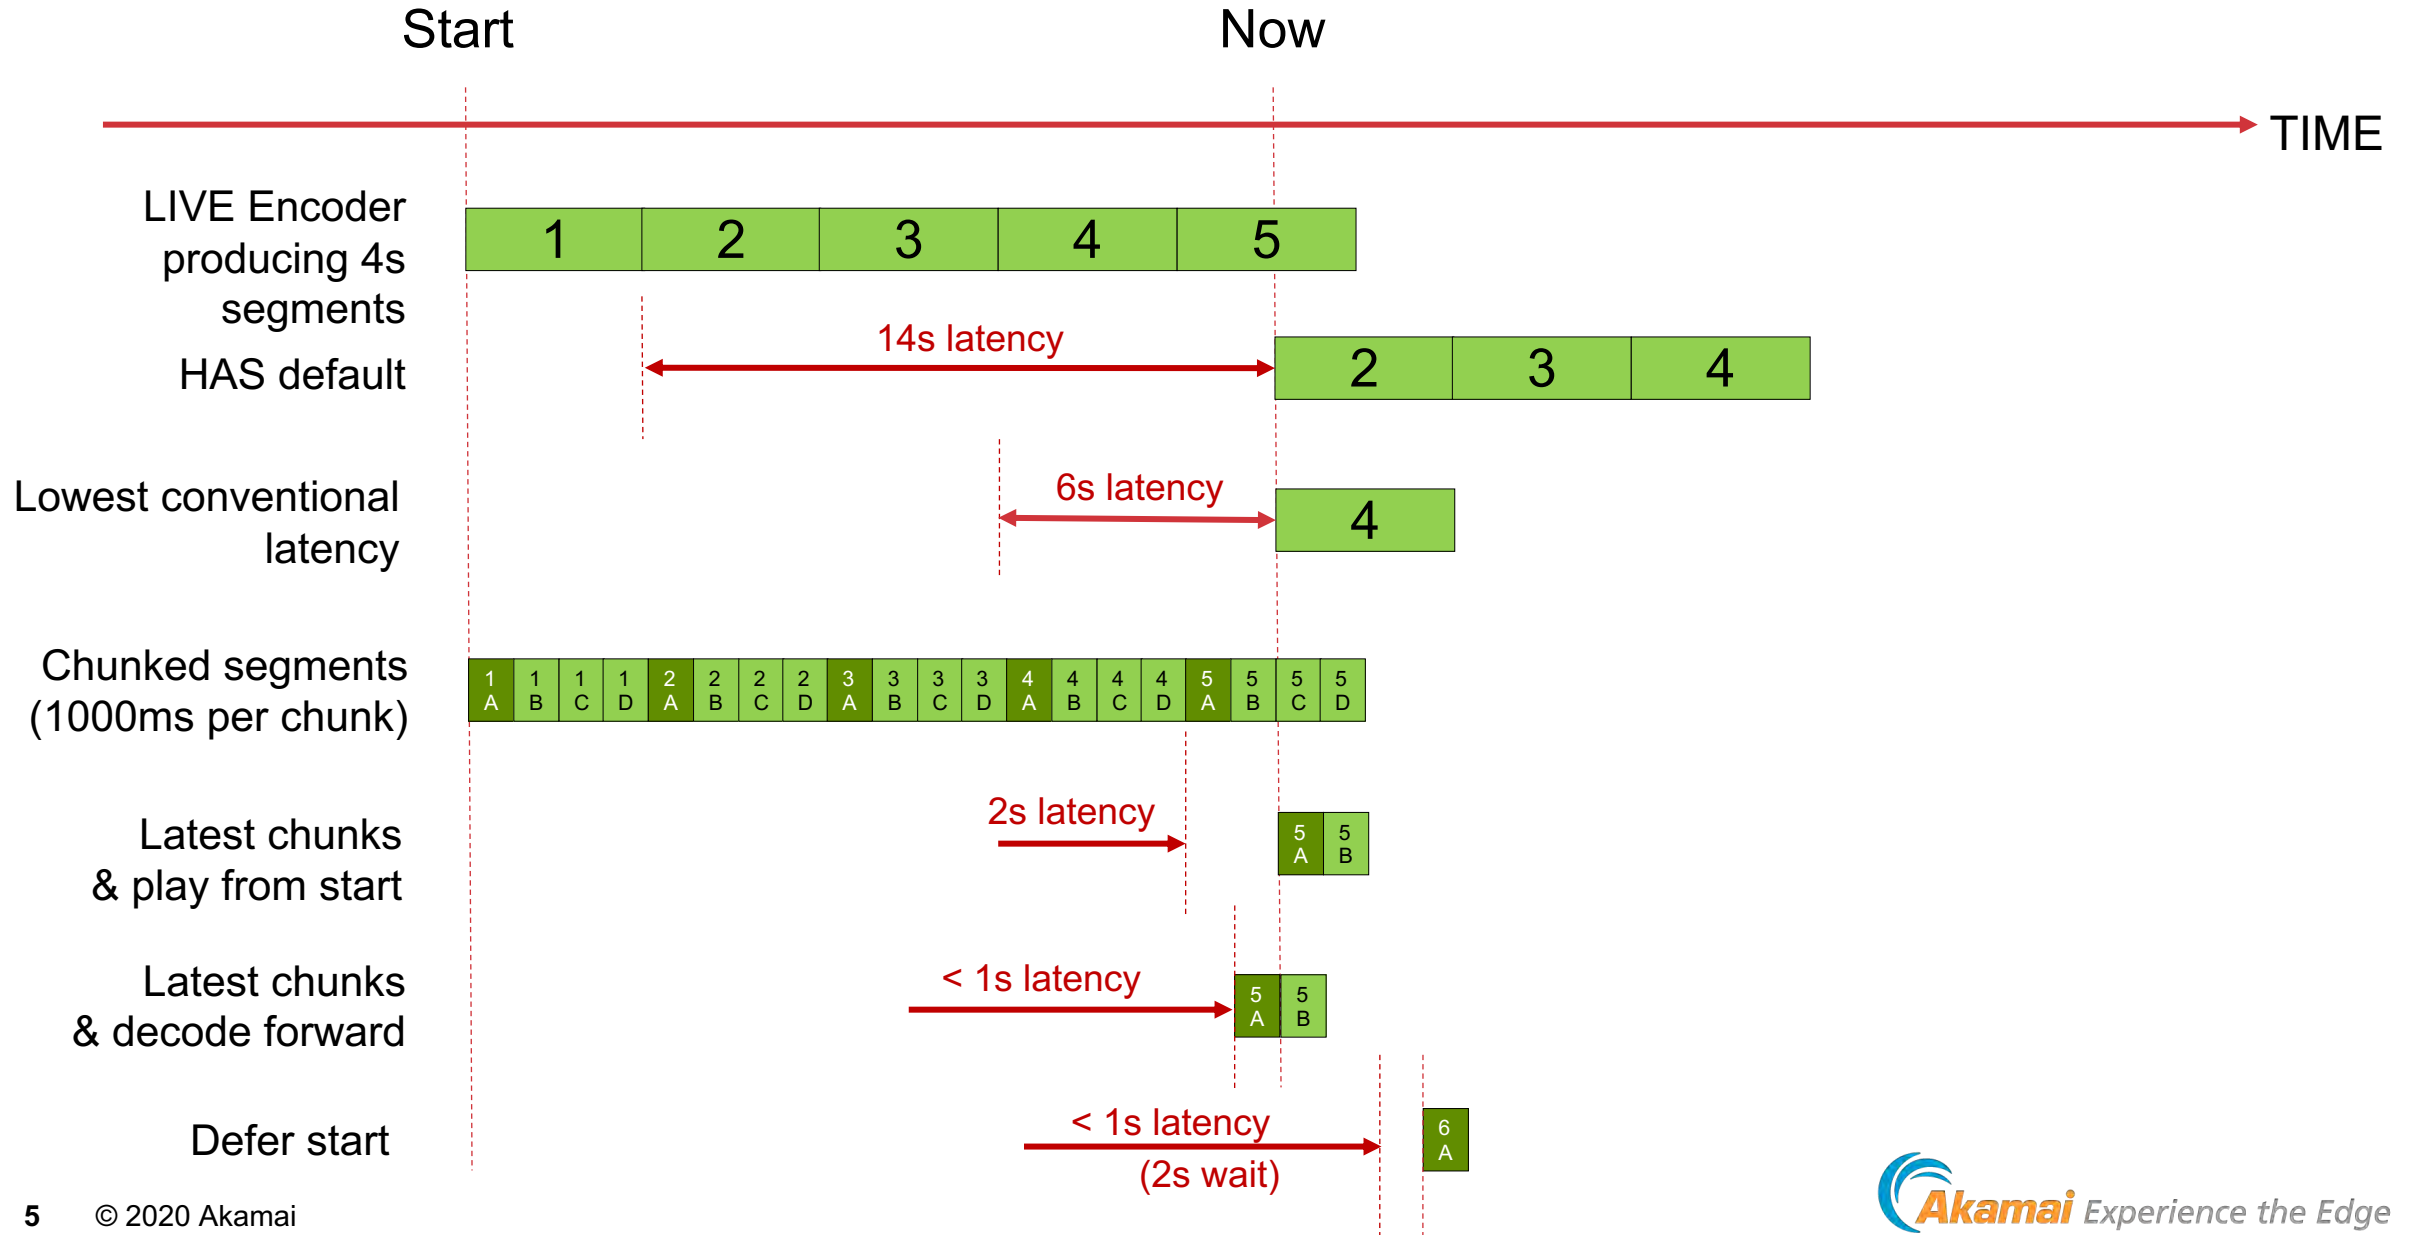 Start
Now
TIME
LIVE Encoder
producing 4s
segments
1 2 3 4 5
14s latency
HAS default
2 3 4
Lowest conventional
latency
6s latency
4
Chunked segments
(1000ms per chunk)
1 1 1 1 2 2 2 2 3 3 3 3 4 4 4 4 5 5 5 5
A B C D A B C D A B C D A B C D A B C D
Latest chunks
& play from start
2s latency
5 5
A B
Latest chunks
& decode forward
< 1s latency
5 5
A B
Defer start
< 1s latency
(2s wait)
6
A
5 © 2020 Akamai
Akamai Experience the Edge